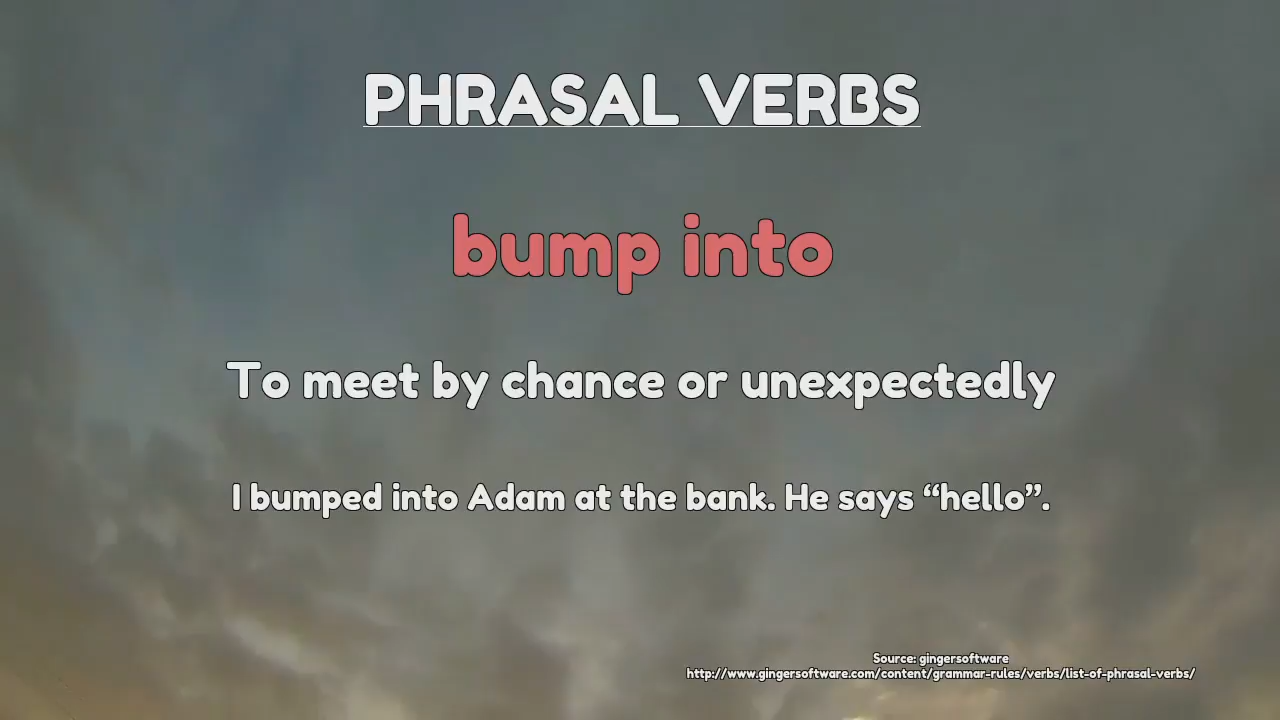 PHRASAL VERBS
bump into
To meet by chance or unexpectedly
I bumped into Adam at the bank. He says “hello”.
Source: gingersoftware
http://www.gingersoftware.com/content/grammar-rules/verbs/list-of-phrasal-verbs/